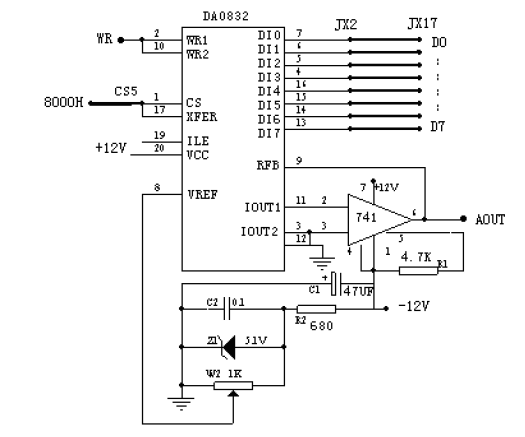 DA0832
JX2 JX17
WR 2 WR1 DI0 7 D0
10 WR2 DI1 6
DI2 5 :
DI3 4
8000H CS5 1 CS DI4 16 :
17 XFER DI5 15 :
DI6 14
19 ILE DI7 13 D7
+12V 20 VCC
RFB 9
8 VREF 7 +12V
IOUT1 11 2 741 6 AOUT
IOUT2 3 3 5
12 4 1 4.7K R1
+ C1 47UF
C2 0.1 R2 680 -12V
Z1 5.1V
W2 1K